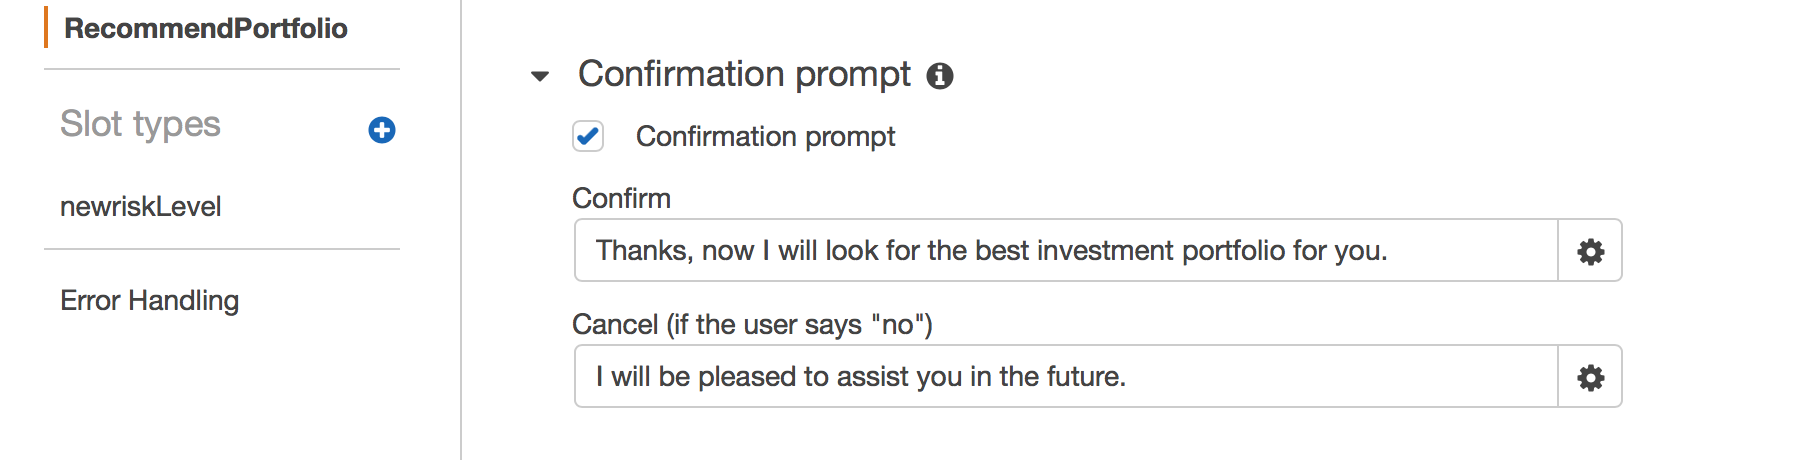 RecommendPortfolio
Slot types
newriskLevel
Error Handling
Confirmation prompt
Confirmation prompt
Confirm
Thanks, now I will look for the best investment portfolio for you.
Cancel (if the user says "no")
I will be pleased to assist you in the future.